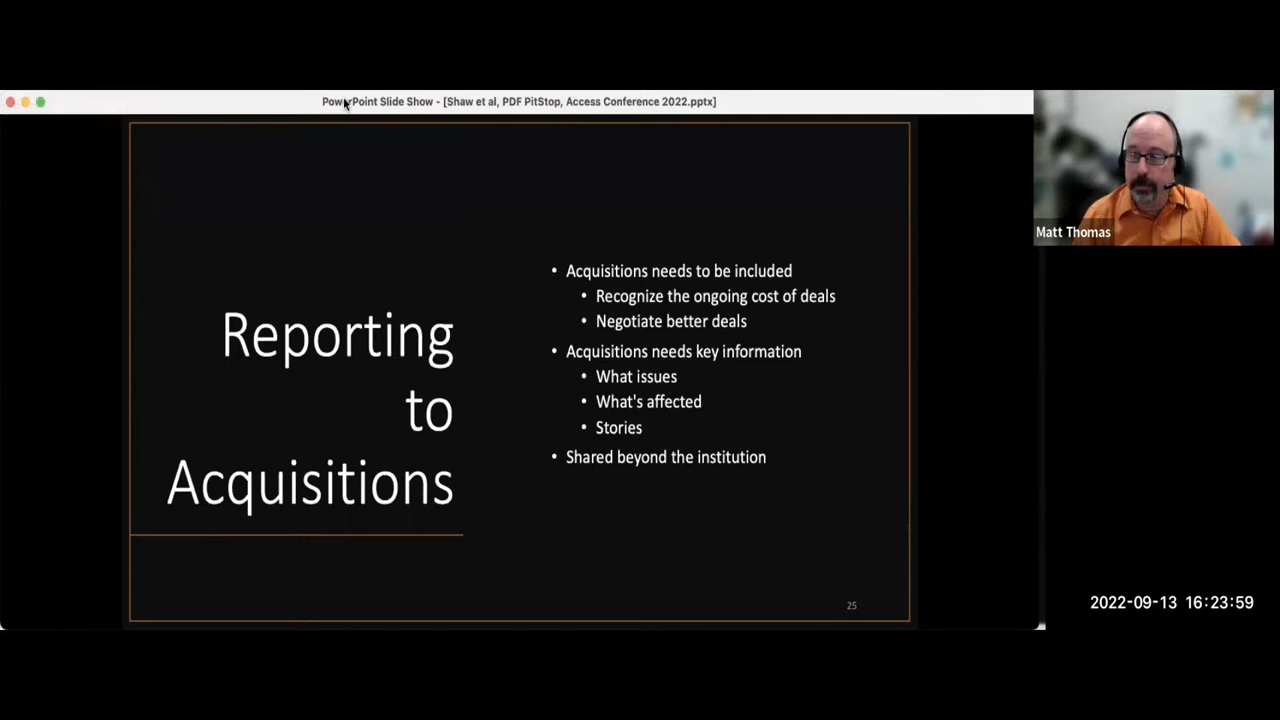 PowerPoint Slide Show - [Shaw et al, PDF PitStop, Access Conference 2022.pptx]
Reporting
to
Acquisitions
• Acquisitions needs to be included
• Recognize the ongoing cost of deals
• Negotiate better deals
• Acquisitions needs key information
• What issues
• What's affected
• Stories
• Shared beyond the institution
25
Matt Thomas
2022-09-13 16:23:59